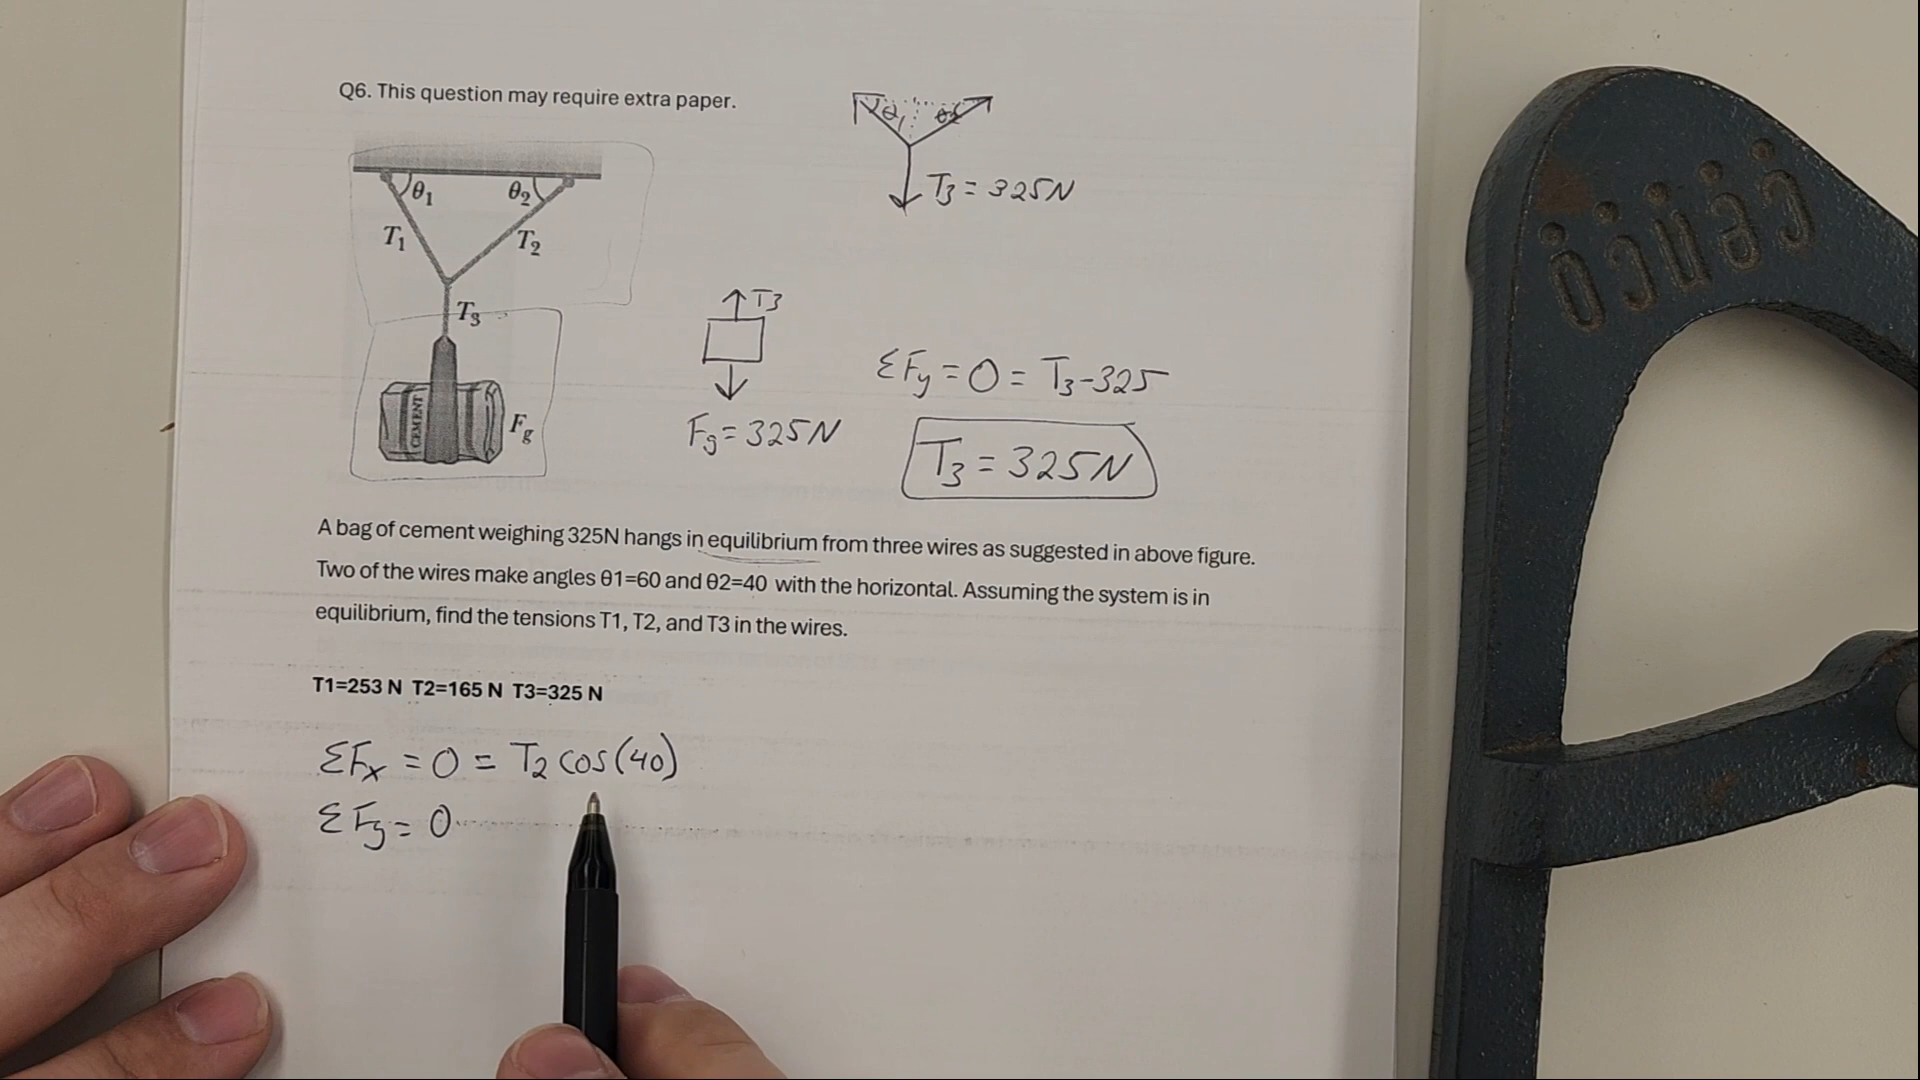 Q6. This question may require extra paper.
θ1 θ2
T3 = 325N
θ1 θ2
T1 T2
T3
CEMENT
Fg
T3
Fg = 325N
ΣFy = 0 = T3-325
T3 = 325N
A bag of cement weighing 325N hangs in equilibrium from three wires as suggested in above figure.
Two of the wires make angles θ1=60 and θ2=40 with the horizontal. Assuming the system is in
equilibrium, find the tensions T1, T2, and T3 in the wires.
T1=253 N T2=165 N T3=325 N
ΣFx = 0 = T2 cos(40)
ΣFy = 0